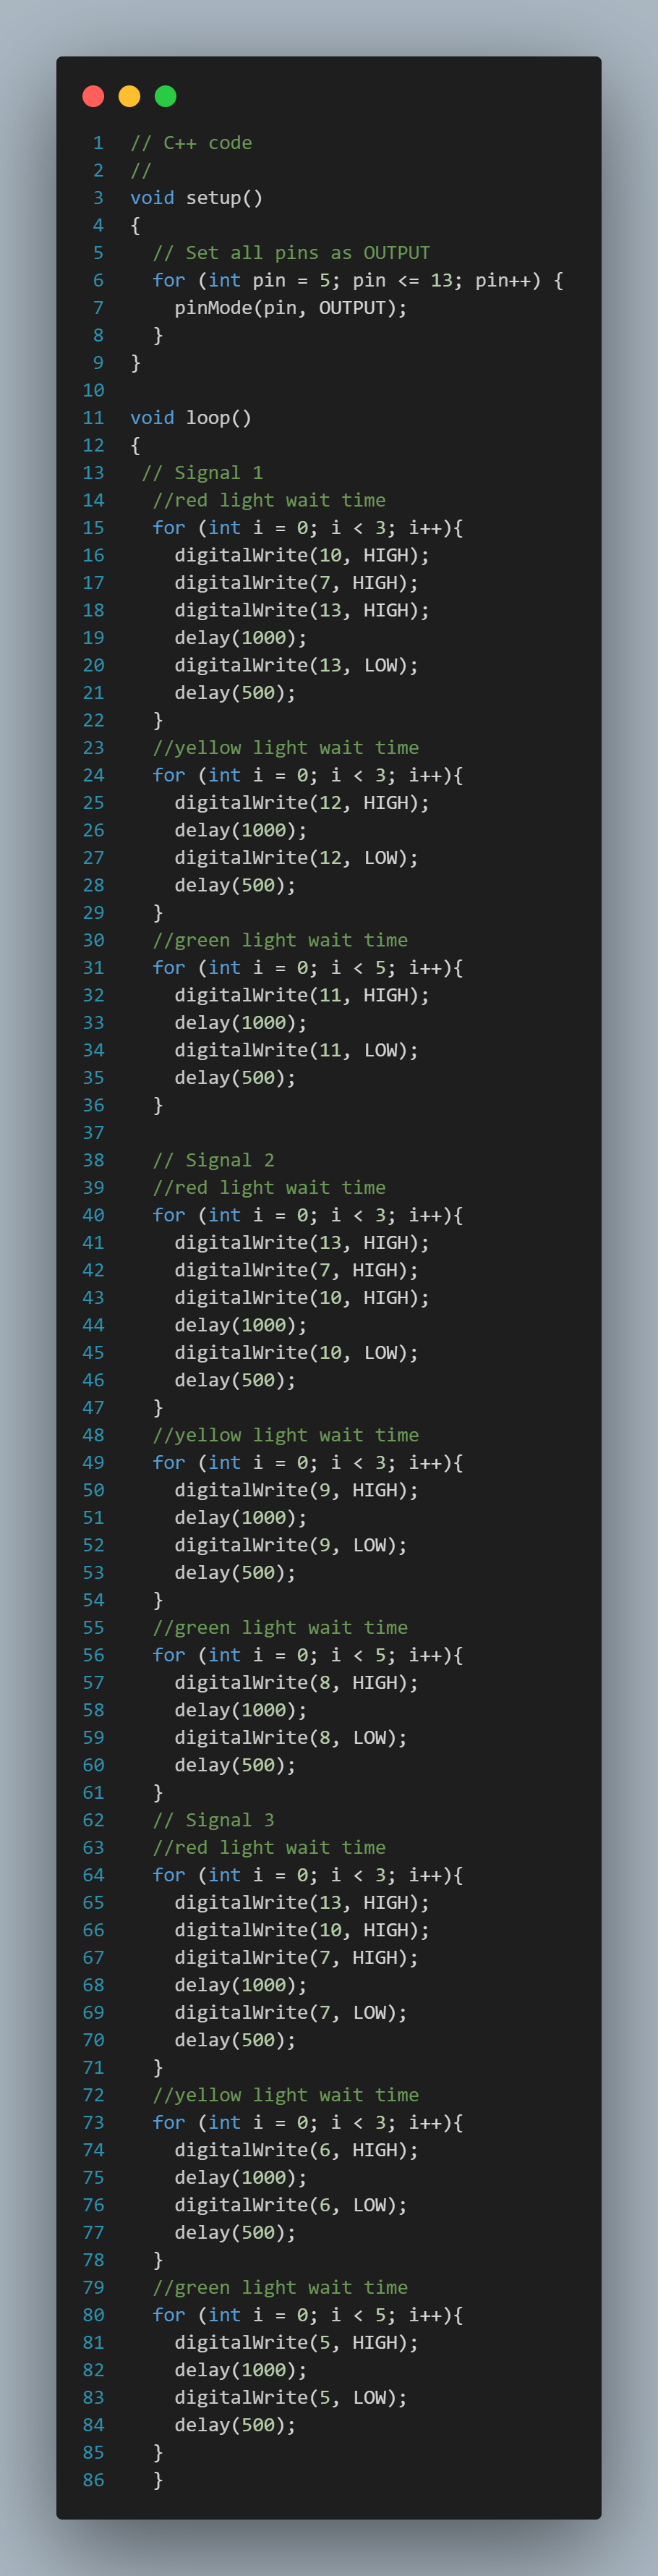 1 // C++ code
2 //
3 void setup()
4 {
5   // Set all pins as OUTPUT
6   for (int pin = 5; pin <= 13; pin++) {
7     pinMode(pin, OUTPUT);
8   }
9 }
10
11 void loop()
12 {
13  // Signal 1
14   //red light wait time
15   for (int i = 0; i < 3; i++){
16     digitalWrite(10, HIGH);
17     digitalWrite(7, HIGH);
18     digitalWrite(13, HIGH);
19     delay(1000);
20     digitalWrite(13, LOW);
21     delay(500);
22   }
23   //yellow light wait time
24   for (int i = 0; i < 3; i++){
25     digitalWrite(12, HIGH);
26     delay(1000);
27     digitalWrite(12, LOW);
28     delay(500);
29   }
30   //green light wait time
31   for (int i = 0; i < 5; i++){
32     digitalWrite(11, HIGH);
33     delay(1000);
34     digitalWrite(11, LOW);
35     delay(500);
36   }
37
38   // Signal 2
39   //red light wait time
40   for (int i = 0; i < 3; i++){
41     digitalWrite(13, HIGH);
42     digitalWrite(7, HIGH);
43     digitalWrite(10, HIGH);
44     delay(1000);
45     digitalWrite(10, LOW);
46     delay(500);
47   }
48   //yellow light wait time
49   for (int i = 0; i < 3; i++){
50     digitalWrite(9, HIGH);
51     delay(1000);
52     digitalWrite(9, LOW);
53     delay(500);
54   }
55   //green light wait time
56   for (int i = 0; i < 5; i++){
57     digitalWrite(8, HIGH);
58     delay(1000);
59     digitalWrite(8, LOW);
60     delay(500);
61   }
62   // Signal 3
63   //red light wait time
64   for (int i = 0; i < 3; i++){
65     digitalWrite(13, HIGH);
66     digitalWrite(10, HIGH);
67     digitalWrite(7, HIGH);
68     delay(1000);
69     digitalWrite(7, LOW);
70     delay(500);
71   }
72   //yellow light wait time
73   for (int i = 0; i < 3; i++){
74     digitalWrite(6, HIGH);
75     delay(1000);
76     digitalWrite(6, LOW);
77     delay(500);
78   }
79   //green light wait time
80   for (int i = 0; i < 5; i++){
81     digitalWrite(5, HIGH);
82     delay(1000);
83     digitalWrite(5, LOW);
84     delay(500);
85   }
86   }